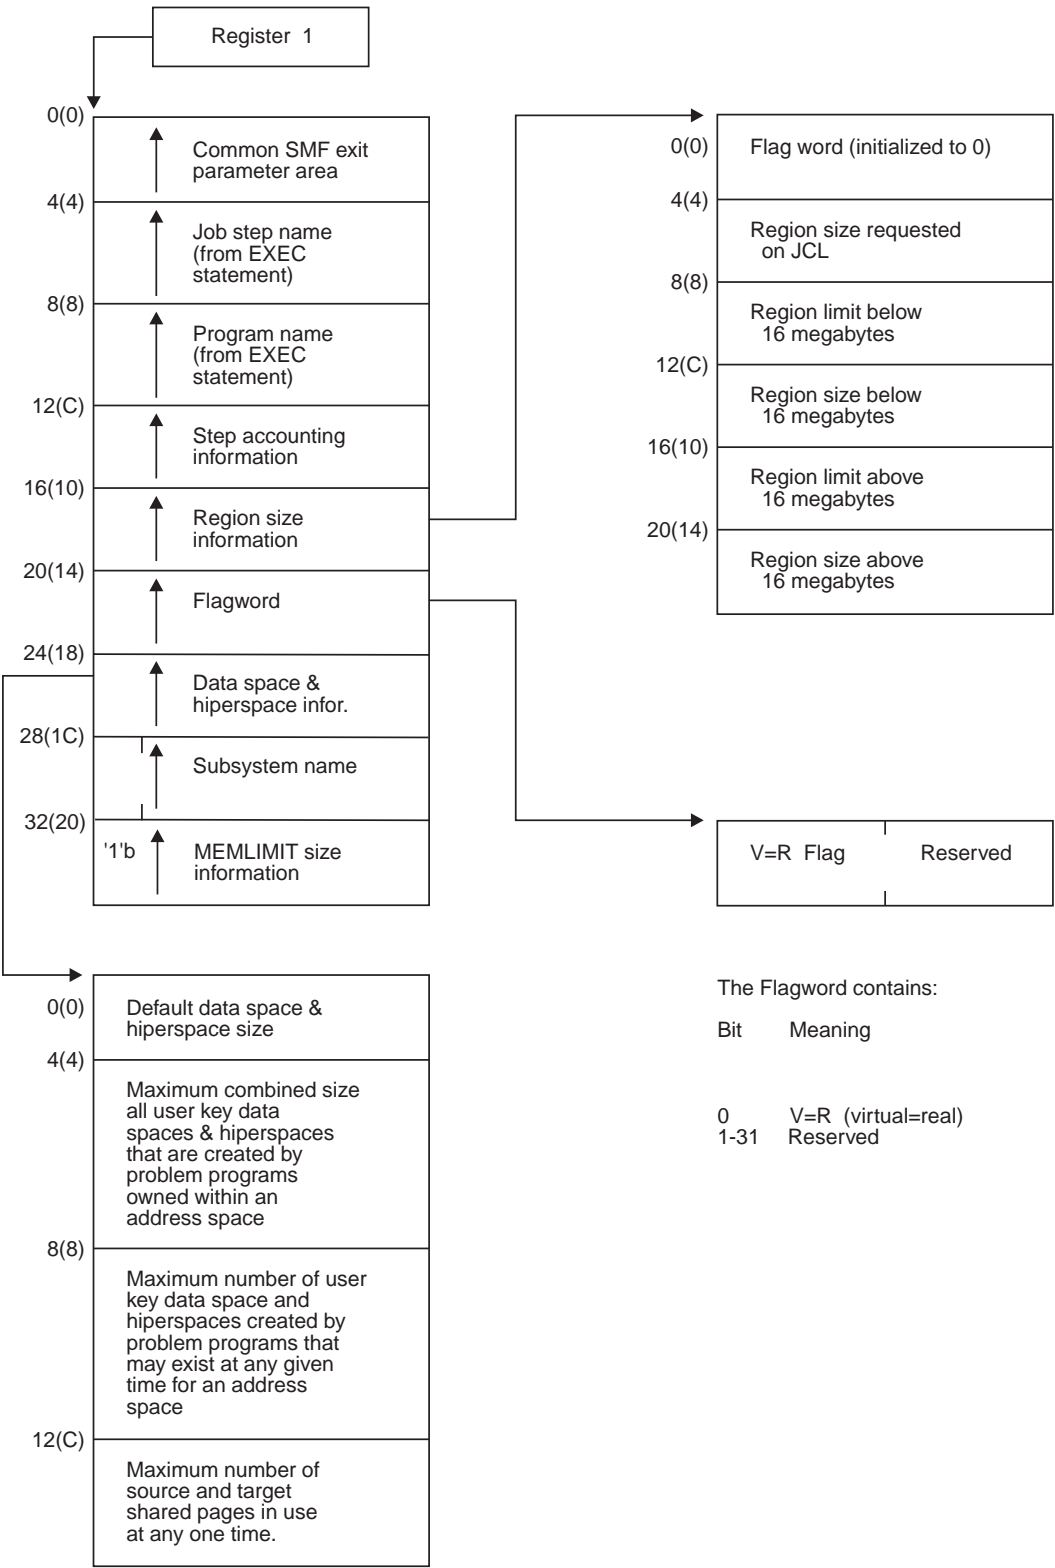 Register 1
0(0)
Common SMF exit
parameter area
4(4)
Job step name
(from EXEC
statement)
8(8)
Program name
(from EXEC
statement)
12(C)
Step accounting
information
16(10)
Region size
information
20(14)
Flagword
24(18)
Data space &
hiperspace infor.
28(1C)
Subsystem name
32(20)
'1'b
MEMLIMIT size
information
0(0)
Flag word (initialized to 0)
4(4)
Region size requested
on JCL
8(8)
Region limit below
16 megabytes
12(C)
Region size below
16 megabytes
16(10)
Region limit above
16 megabytes
20(14)
Region size above
16 megabytes
V=R Flag
Reserved
The Flagword contains:
Bit Meaning
0 V=R (virtual=real)
1-31 Reserved
0(0)
Default data space &
hiperspace size
4(4)
Maximum combined size
all user key data
spaces & hiperspaces
that are created by
problem programs
owned within an
address space
8(8)
Maximum number of user
key data space and
hiperspaces created by
problem programs that
may exist at any given
time for an address
space
12(C)
Maximum number of
source and target
shared pages in use
at any one time.